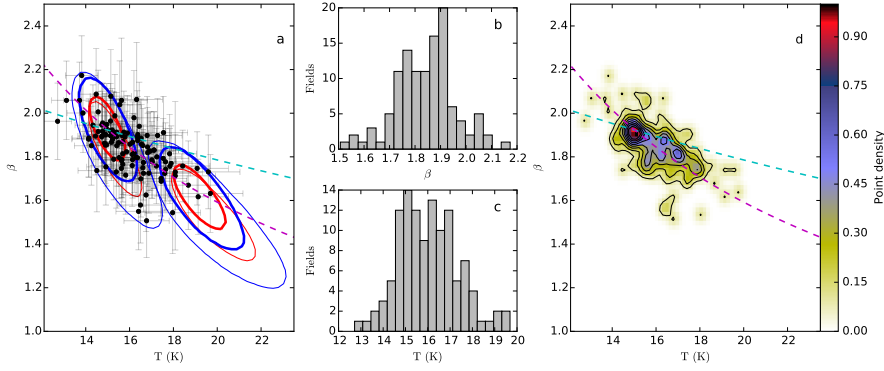 a
2.4
2.2
2.0
1.8
1.6
1.4
1.2
1.0
β
14 16 18 20 22
T (K)
b
20
15
10
5
0
Fields
1.5 1.6 1.7 1.8 1.9 2.0 2.1 2.2
β
c
14
12
10
8
6
4
2
0
Fields
12 13 14 15 16 17 18 19 20
T (K)
d
2.4
2.2
2.0
1.8
1.6
1.4
1.2
1.0
β
14 16 18 20 22
T (K)
0.90
0.75
0.60
0.45
0.30
0.15
0.00
Point density